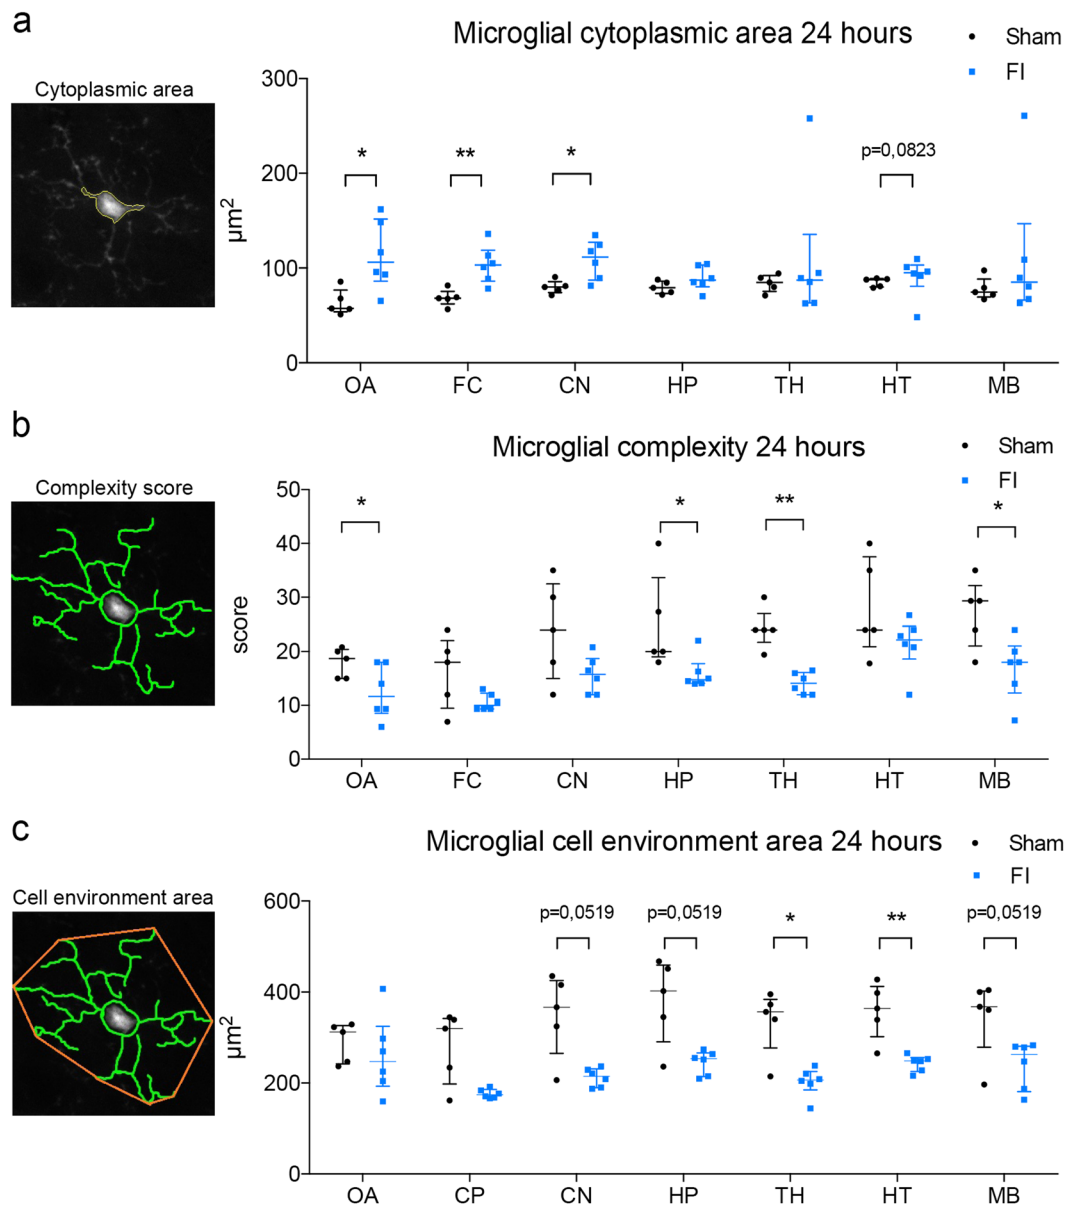 a
Microglial cytoplasmic area 24 hours
Sham
FI
Cytoplasmic area
µm2
300
200
100
0
*
**
*
p=0,0823
OA FC CN HP TH HT MB
b
Microglial complexity 24 hours
Sham
FI
Complexity score
score
50
40
30
20
10
0
*
*
**
*
OA FC CN HP TH HT MB
c
Microglial cell environment area 24 hours
Sham
FI
Cell environment area
µm2
600
400
200
0
p=0,0519
p=0,0519
*
**
p=0,0519
OA CP CN HP TH HT MB